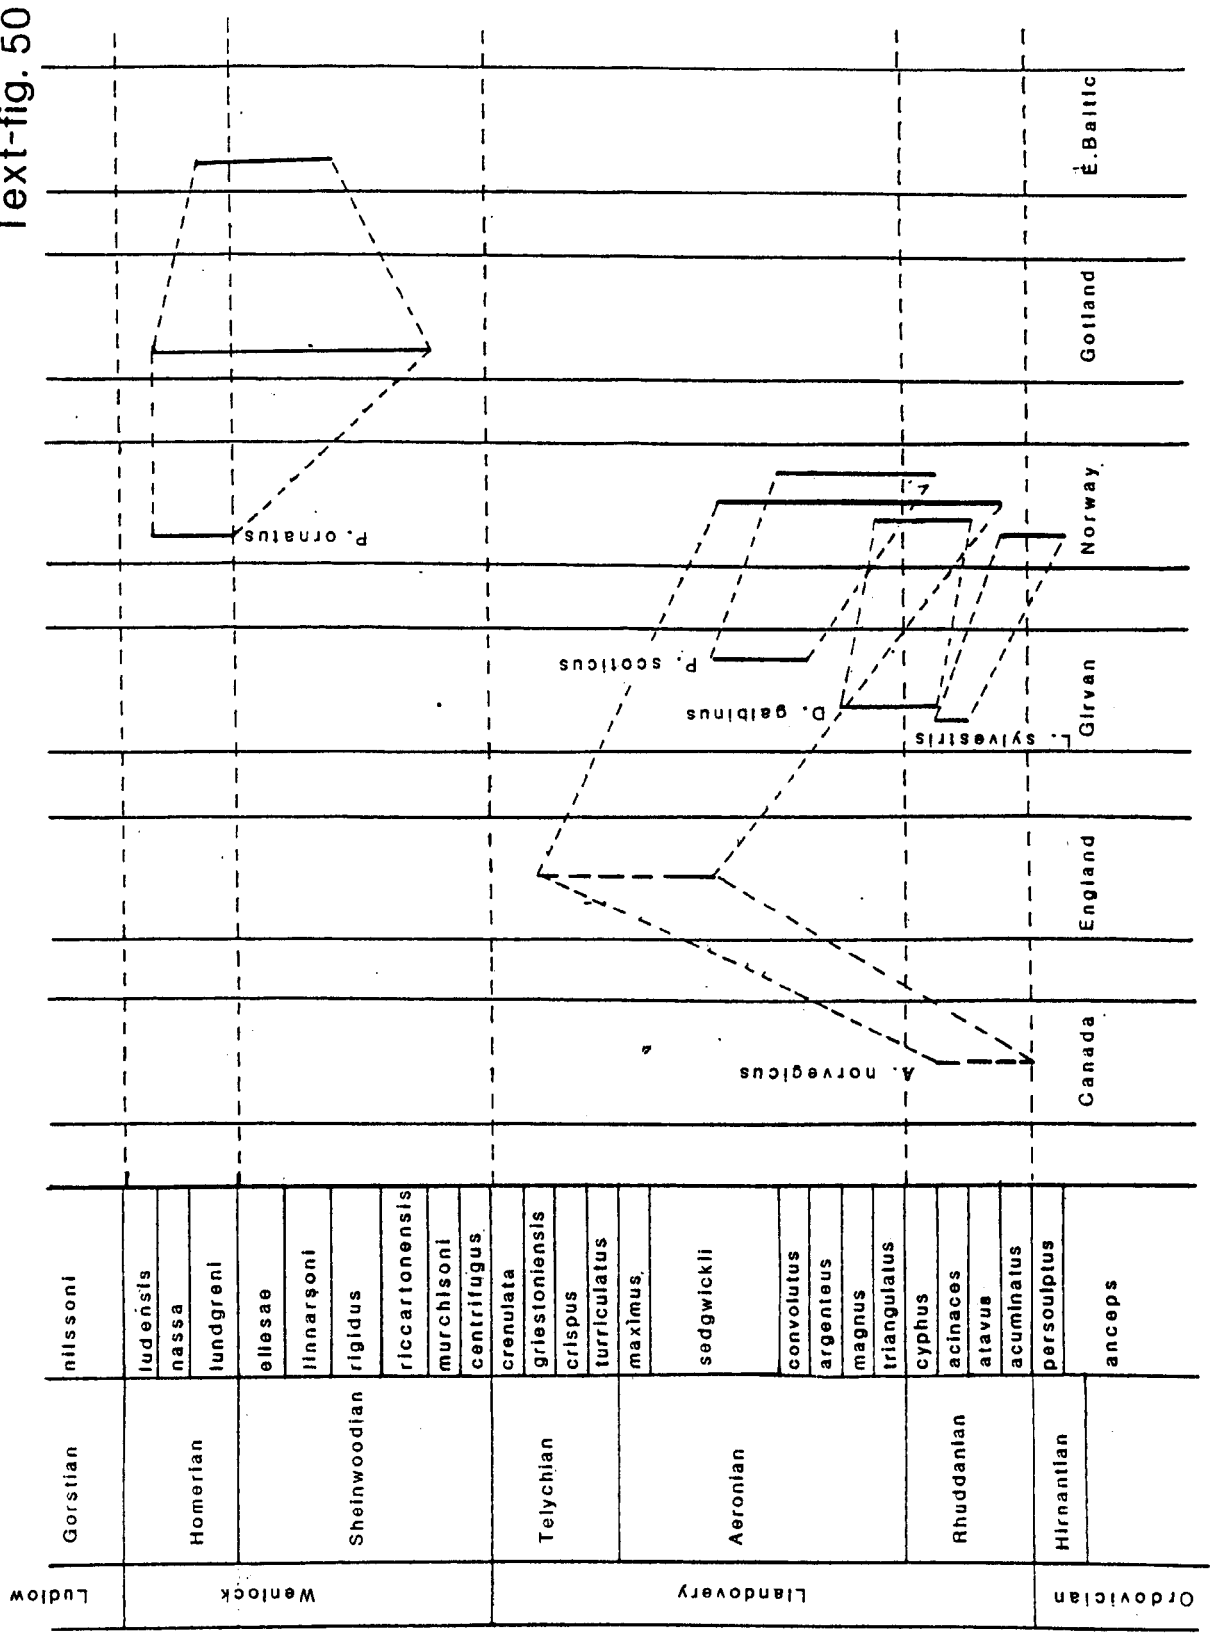 Text-fig. 50
Ludlow
Wenlock
Llandovery
Ordovician
Gorstian
Homerian
Sheinwoodian
Telychian
Aeronian
Rhuddanian
Hirnantian
nilssoni
ludensis
nassa
lundgreni
ellesae
linnarsoni
rigidus
riccartonensis
murchisoni
centrifugus
crenulata
griestoniensis
crispus
turriculatus
maximus
sedgwickii
convolutus
argenteus
magnus
triangulatus
cyphus
acinaces
atavus
acuminatus
persculptus
anceps
P. ornatus
P. scoticus
D. galbinus
L. sylvestris
A. norvegicus
Canada
England
Girvan
Norway
Gotland
E. Baltic